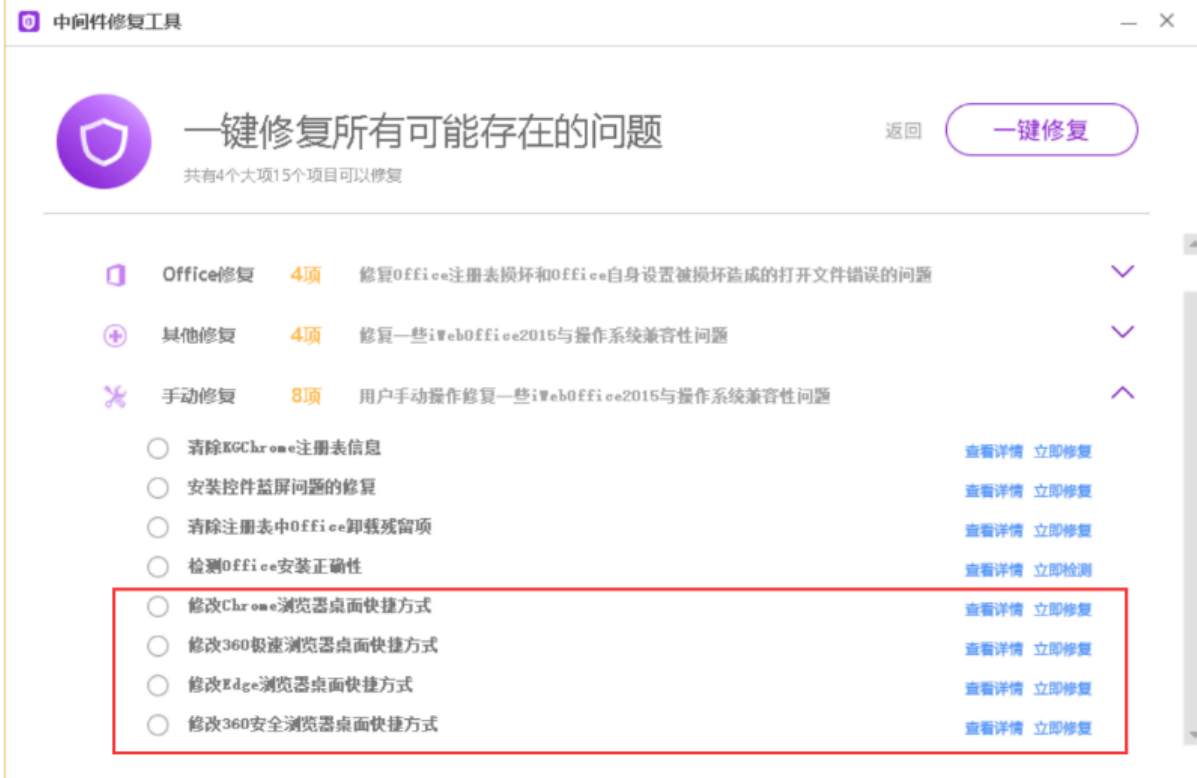 中间件修复工具
一键修复所有可能存在的问题
返回
一键修复
共有4个大项15个项目可以修复
Office修复 4项 修复Office注册表损坏和Office自身设置被损坏造成的打开文件错误的问题
其他修复 4项 修复一些iWebOffice2015与操作系统兼容性问题
手动修复 8项 用户手动操作修复一些iWebOffice2015与操作系统兼容性问题
清除KGChrome注册表信息 查看详情 立即修复
安装控件蓝屏问题的修复 查看详情 立即修复
清除注册表中Office卸载残留项 查看详情 立即修复
检测Office安装正确性 查看详情 立即检测
修改Chrome浏览器桌面快捷方式 查看详情 立即修复
修改360极速浏览器桌面快捷方式 查看详情 立即修复
修改Edge浏览器桌面快捷方式 查看详情 立即修复
修改360安全浏览器桌面快捷方式 查看详情 立即修复